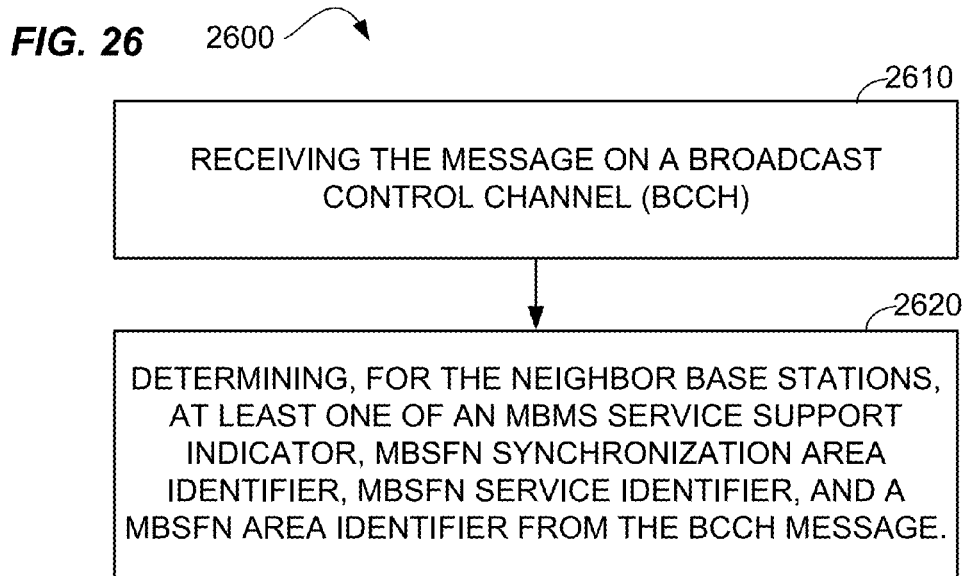 FIG. 26
2600
2610
RECEIVING THE MESSAGE ON A BROADCAST
CONTROL CHANNEL (BCCH)
2620
DETERMINING, FOR THE NEIGHBOR BASE STATIONS,
AT LEAST ONE OF AN MBMS SERVICE SUPPORT
INDICATOR, MBSFN SYNCHRONIZATION AREA
IDENTIFIER, MBSFN SERVICE IDENTIFIER, AND A
MBSFN AREA IDENTIFIER FROM THE BCCH MESSAGE.